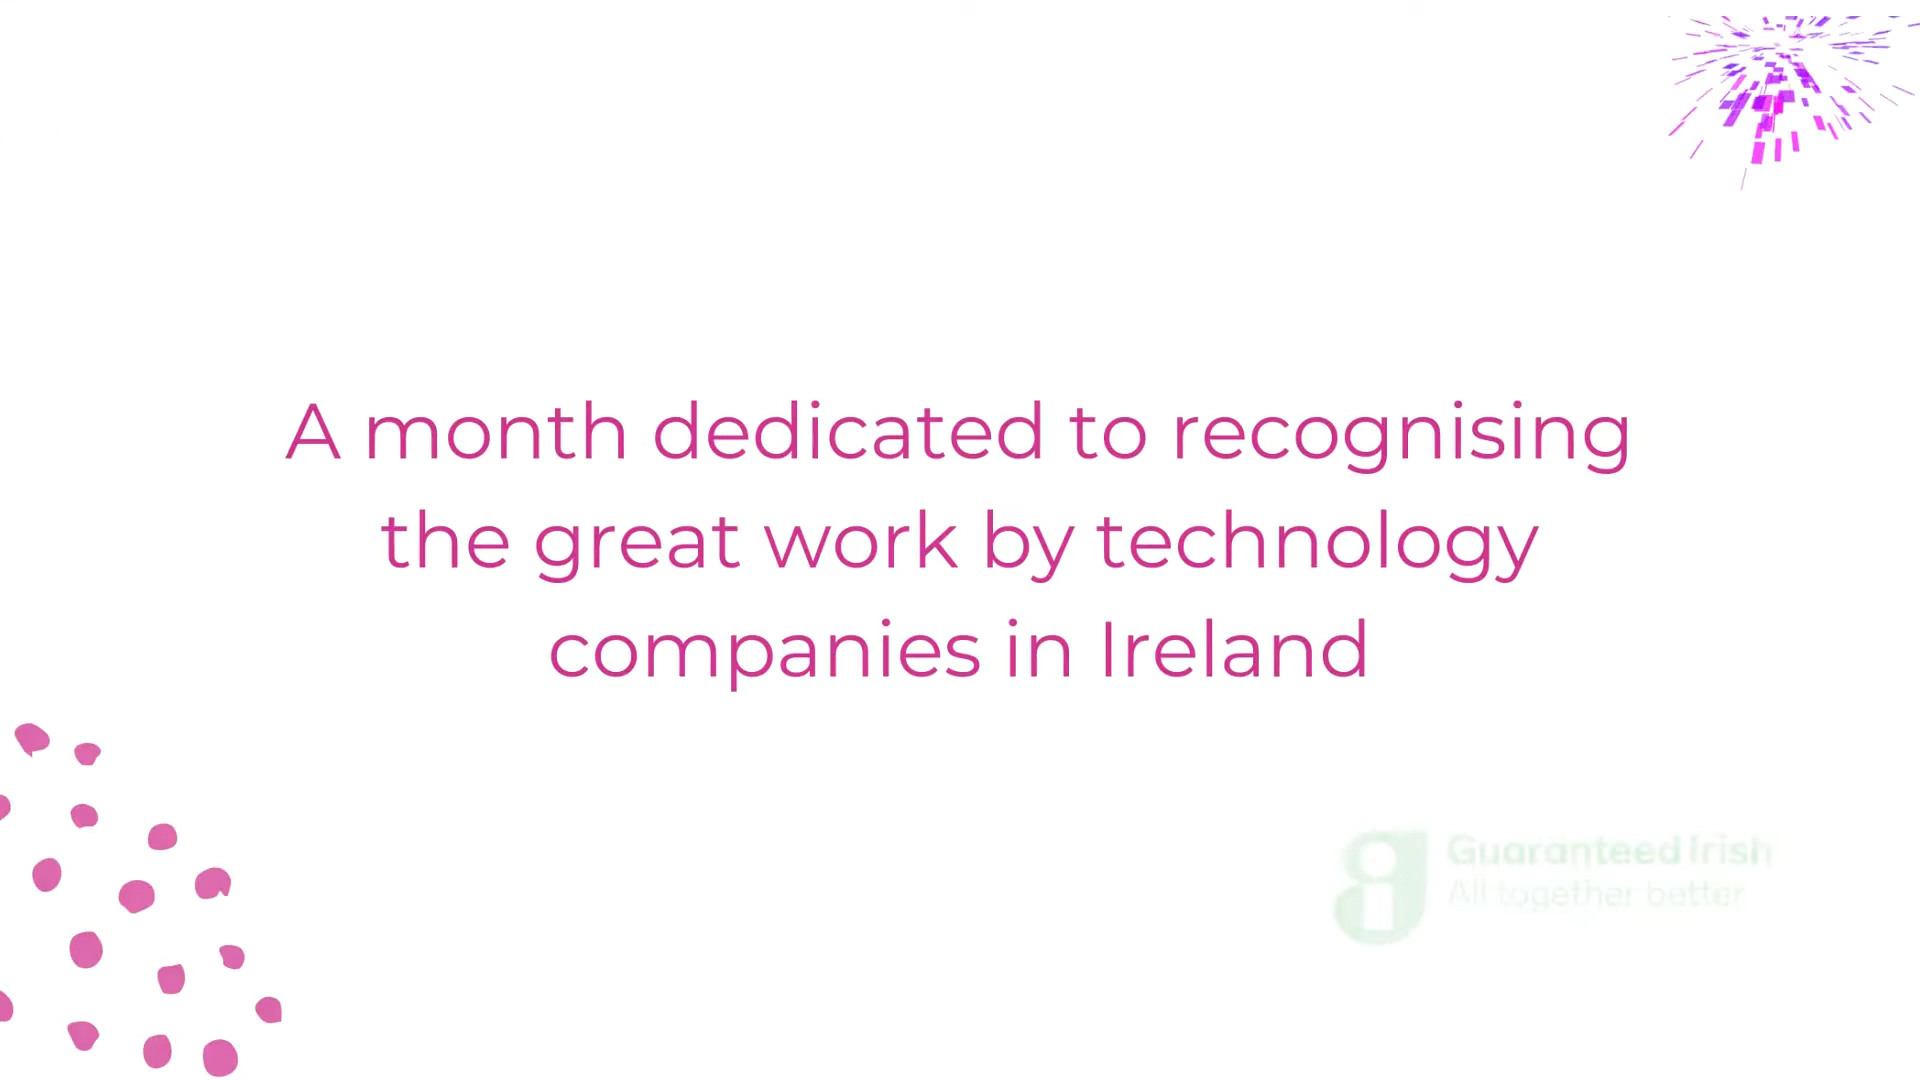 A month dedicated to recognising
the great work by technology
companies in Ireland
Guaranteed Irish
All together better